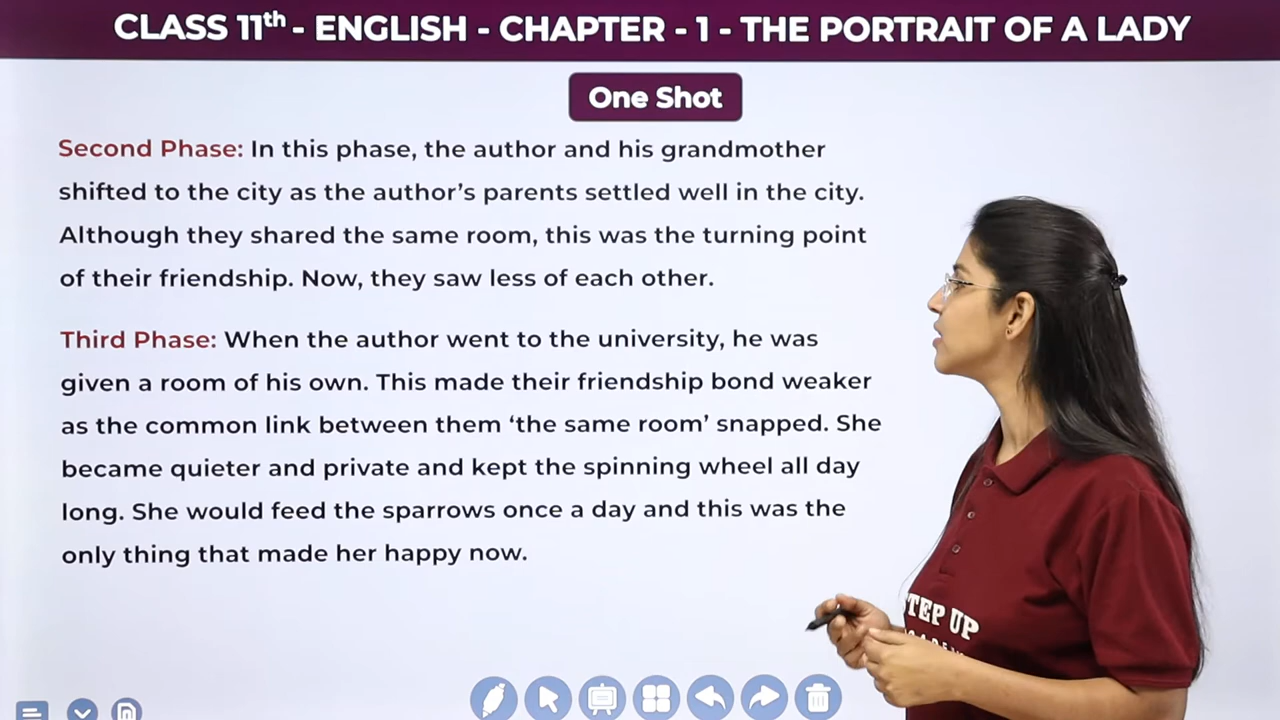 CLASS 11th - ENGLISH - CHAPTER - 1 - THE PORTRAIT OF A LADY
One Shot
Second Phase: In this phase, the author and his grandmother
shifted to the city as the author’s parents settled well in the city.
Although they shared the same room, this was the turning point
of their friendship. Now, they saw less of each other.
Third Phase: When the author went to the university, he was
given a room of his own. This made their friendship bond weaker
as the common link between them ‘the same room’ snapped. She
became quieter and private and kept the spinning wheel all day
long. She would feed the sparrows once a day and this was the
only thing that made her happy now.
STEP UP